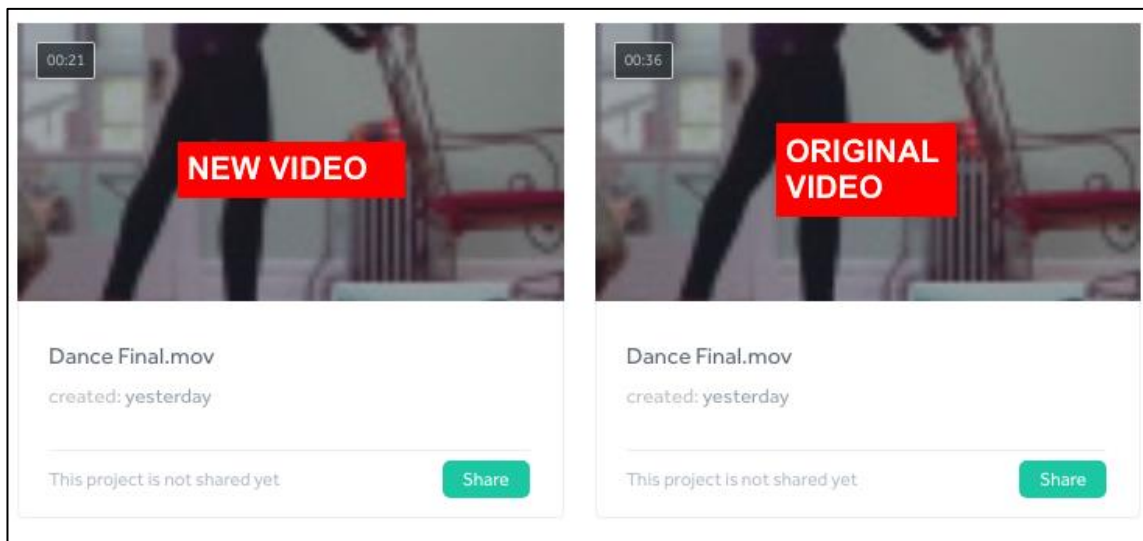 00:21
NEW VIDEO
Dance Final.mov
created: yesterday
This project is not shared yet
Share
00:36
ORIGINAL
VIDEO
Dance Final.mov
created: yesterday
This project is not shared yet
Share